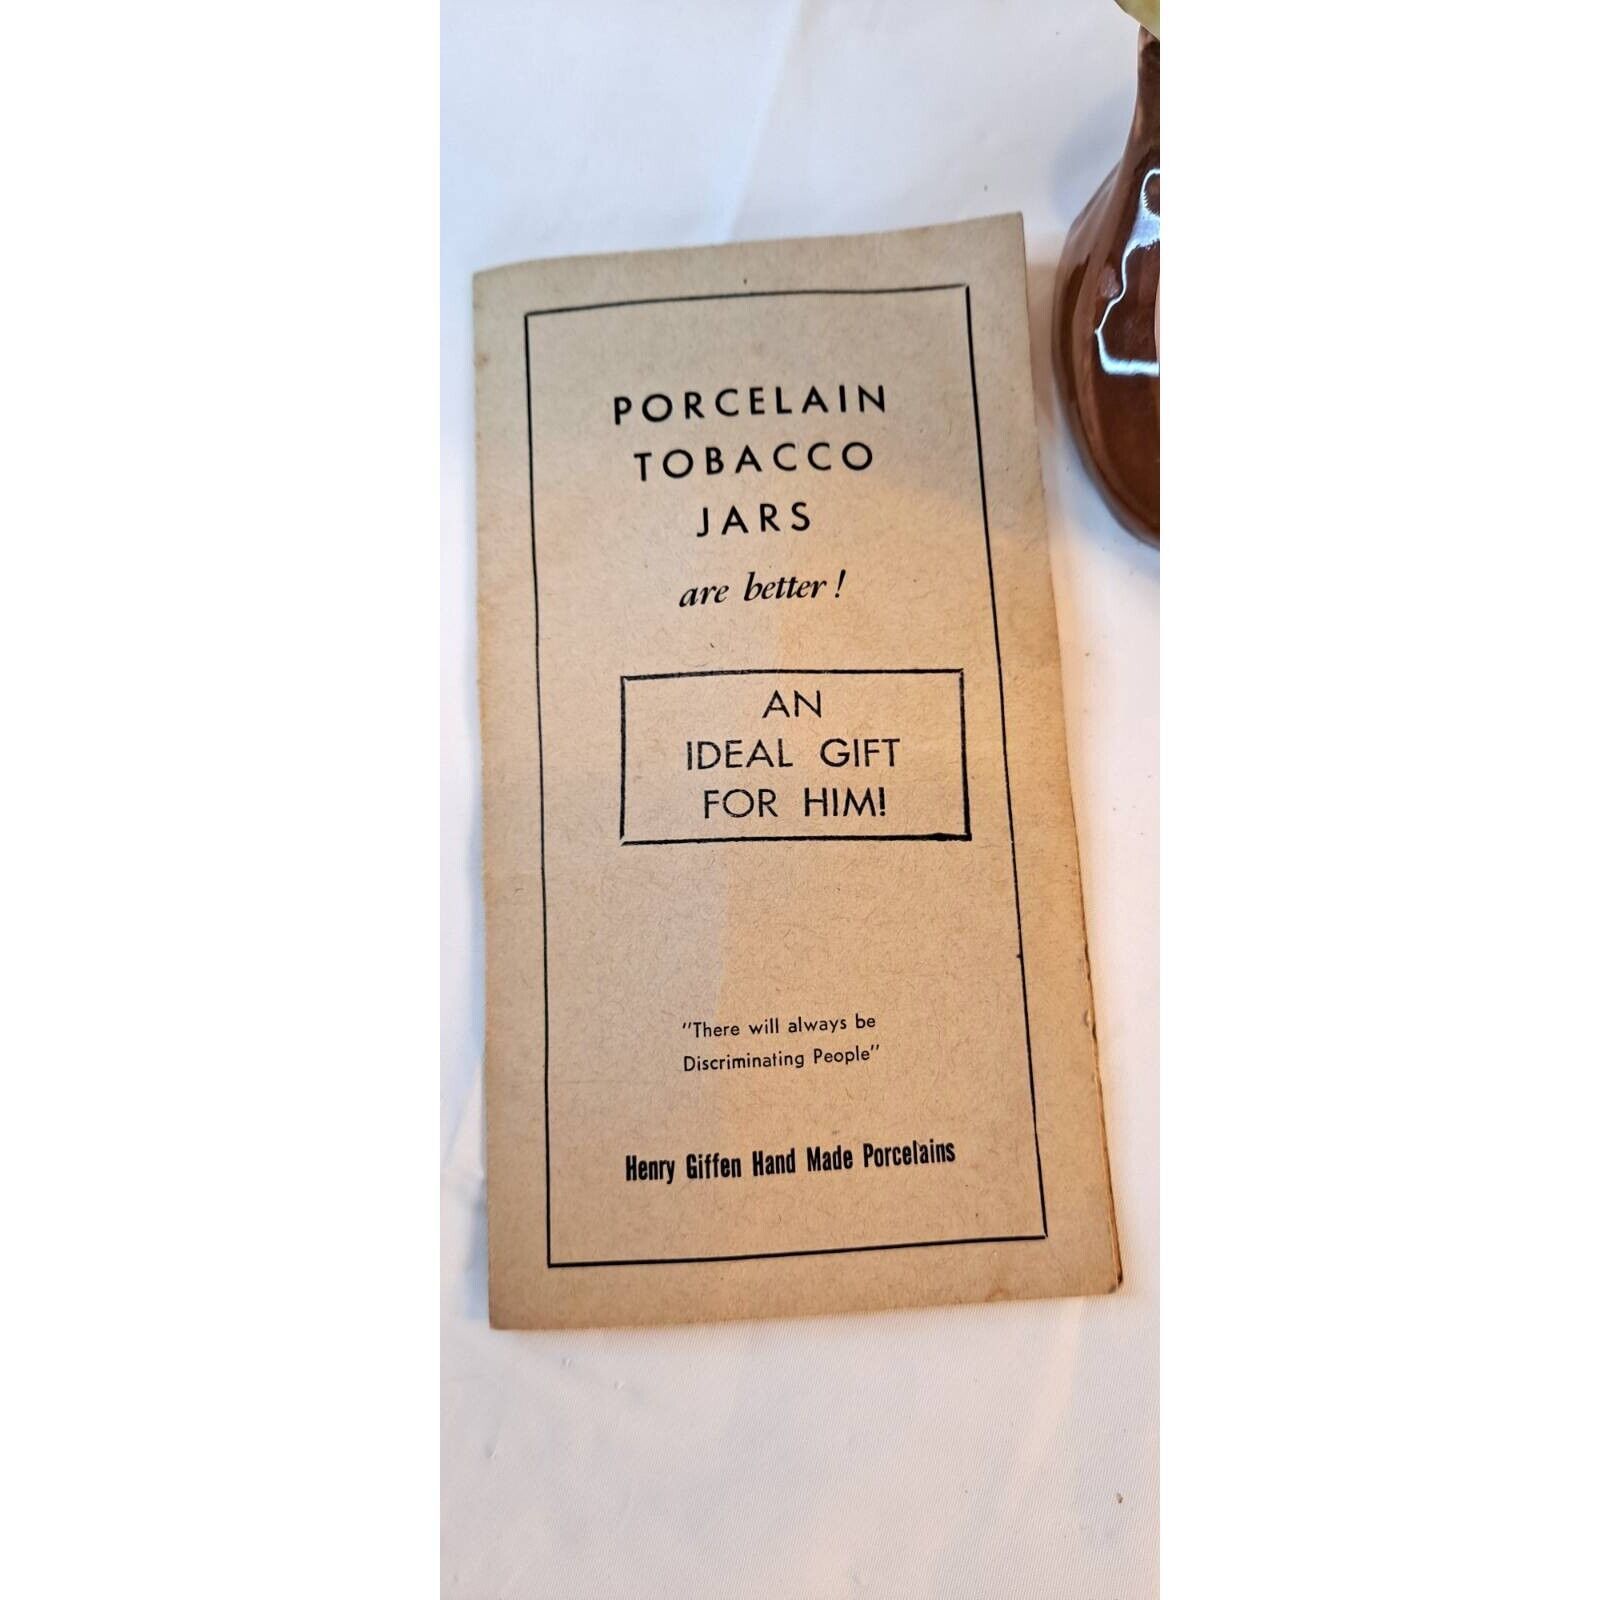 PORCELAIN
TOBACCO
JARS
are better!
AN
IDEAL GIFT
FOR HIM!
"There will always be
Discriminating People"
Henry Giffen Hand Made Porcelains